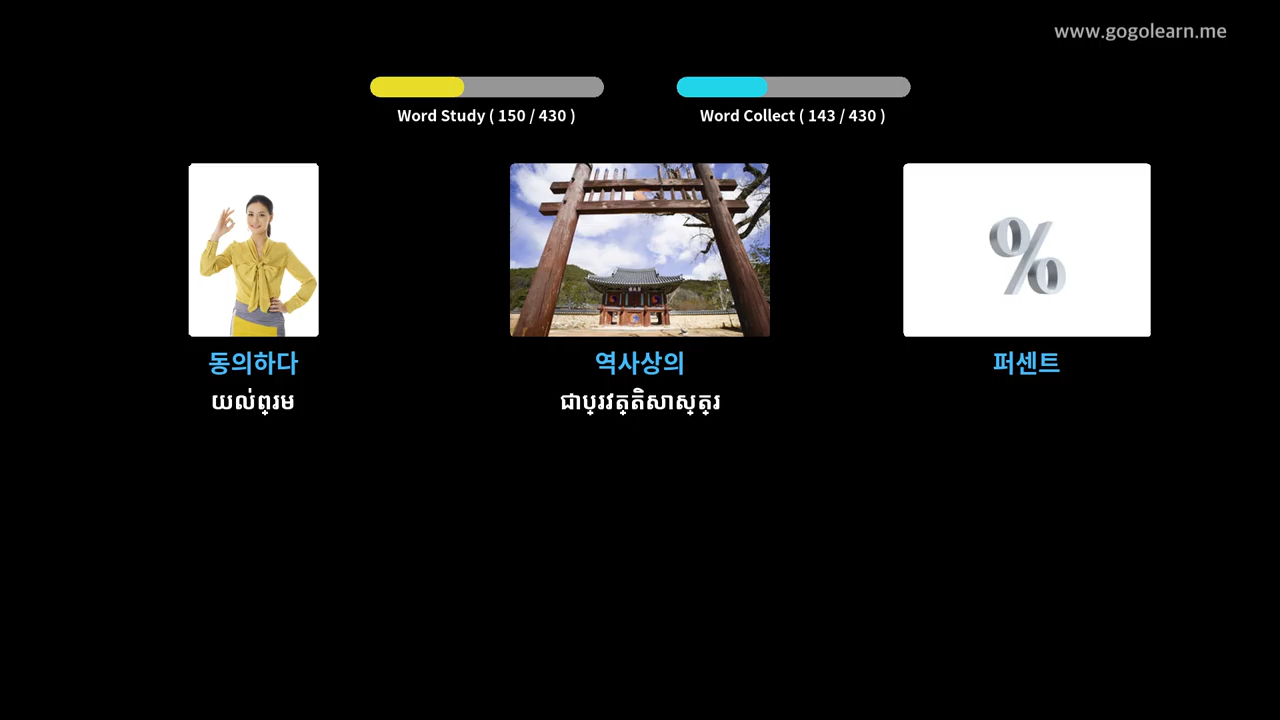 www.gogolearn.me
Word Study ( 150 / 430 )
Word Collect ( 143 / 430 )
%
동의하다
역사상의
퍼센트
យល់ព្រម
ជាប្រវត្តិសាស្ត្រ